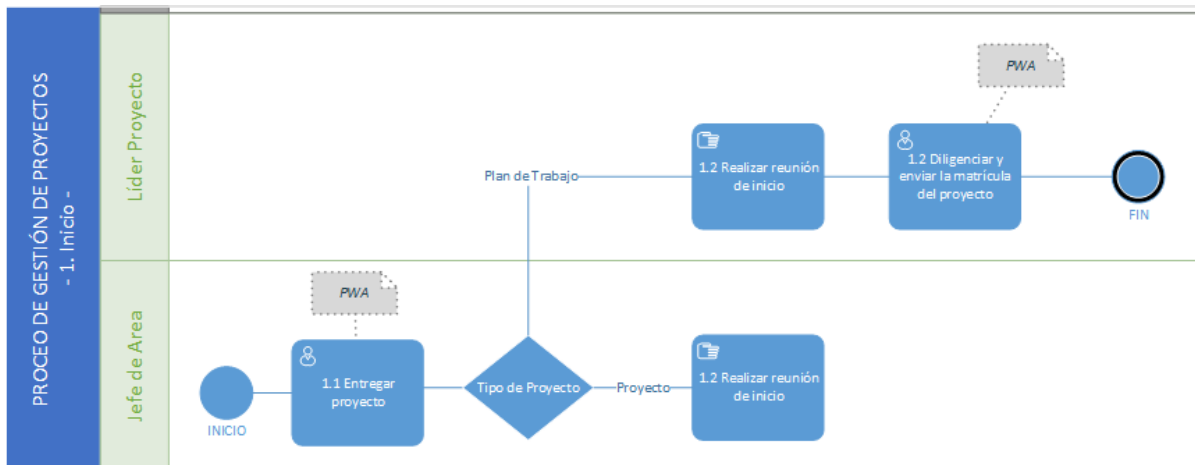 PROCEO DE GESTIÓN DE PROYECTOS
- 1. Inicio -
Líder Proyecto
PWA
Plan de Trabajo
1.2 Realizar reunión
de inicio
1.2 Diligenciar y
enviar la matrícula
del proyecto
FIN
Jefe de Area
PWA
INICIO
1.1 Entregar
proyecto
Tipo de Proyecto
Proyecto
1.2 Realizar reunión
de inicio